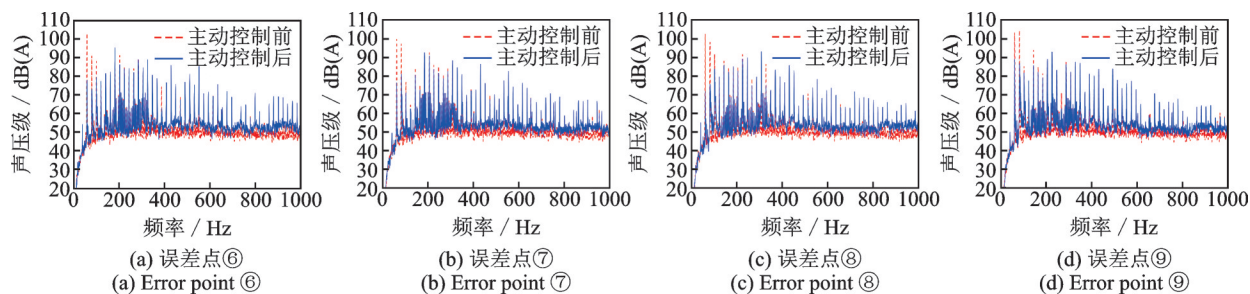 110
100
90
80
70
60
50
40
30
20
声压级 / dB(A)
主动控制前
主动控制后
0 200 400 600 800 1000
频率 / Hz
(a) 误差点⑥
(a) Error point ⑥
110
100
90
80
70
60
50
40
30
20
声压级 / dB(A)
主动控制前
主动控制后
0 200 400 600 800 1000
频率 / Hz
(b) 误差点⑦
(b) Error point ⑦
110
100
90
80
70
60
50
40
30
20
声压级 / dB(A)
主动控制前
主动控制后
0 200 400 600 800 1000
频率 / Hz
(c) 误差点⑧
(c) Error point ⑧
110
100
90
80
70
60
50
40
30
20
声压级 / dB(A)
主动控制前
主动控制后
0 200 400 600 800 1000
频率 / Hz
(d) 误差点⑨
(d) Error point ⑨